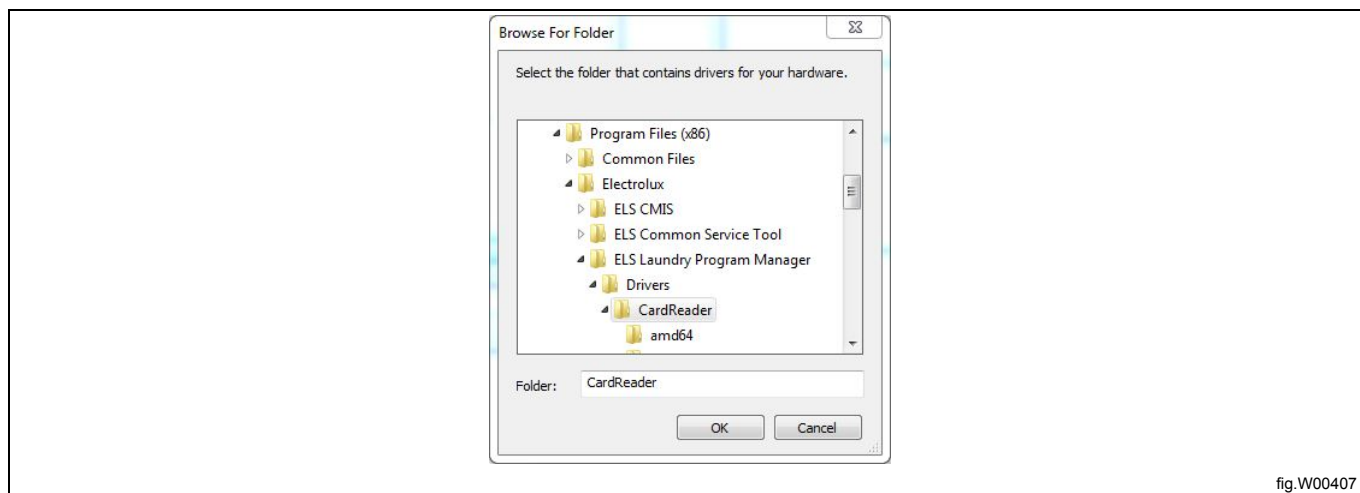 Browse For Folder
Select the folder that contains drivers for your hardware.
Program Files (x86)
Common Files
Electrolux
ELS CMIS
ELS Common Service Tool
ELS Laundry Program Manager
Drivers
CardReader
amd64
Folder: CardReader
OK Cancel
fig.W00407